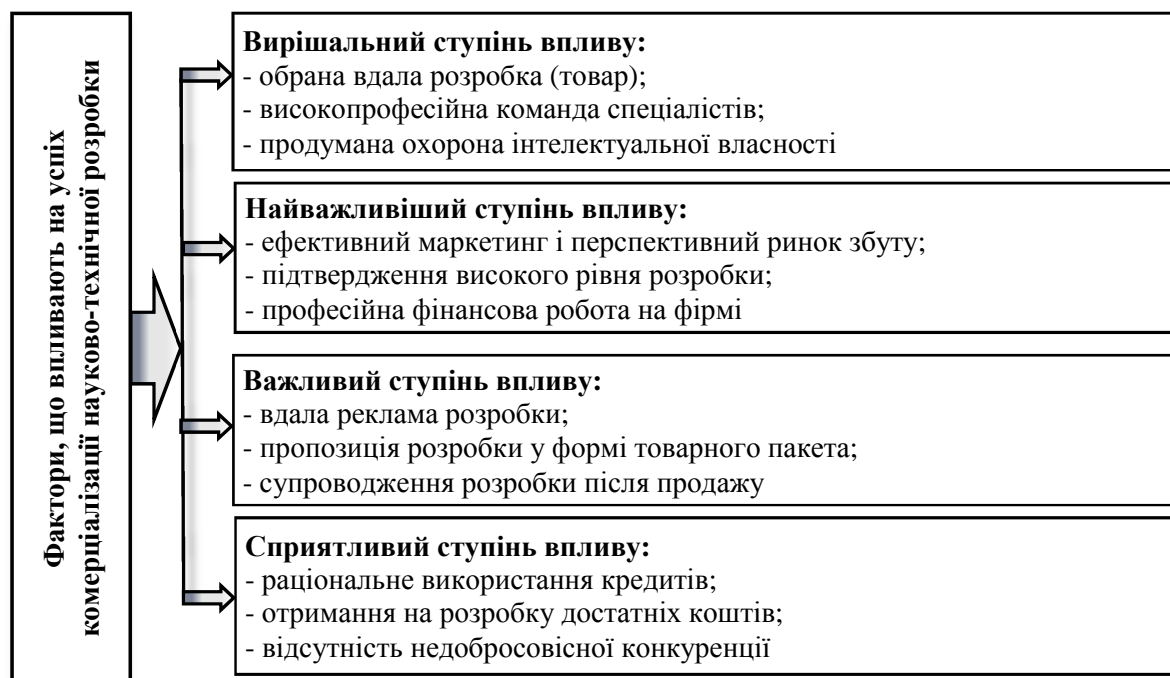 Фактори, що впливають на успіх
комерціалізації науково-технічної розробки
Вирішальний ступінь впливу:
- обрана вдала розробка (товар);
- високопрофесійна команда спеціалістів;
- продумана охорона інтелектуальної власності
Найважливіший ступінь впливу:
- ефективний маркетинг і перспективний ринок збуту;
- підтвердження високого рівня розробки;
- професійна фінансова робота на фірмі
Важливий ступінь впливу:
- вдала реклама розробки;
- пропозиція розробки у формі товарного пакета;
- супроводження розробки після продажу
Сприятливий ступінь впливу:
- раціональне використання кредитів;
- отримання на розробку достатніх коштів;
- відсутність недобросовісної конкуренції